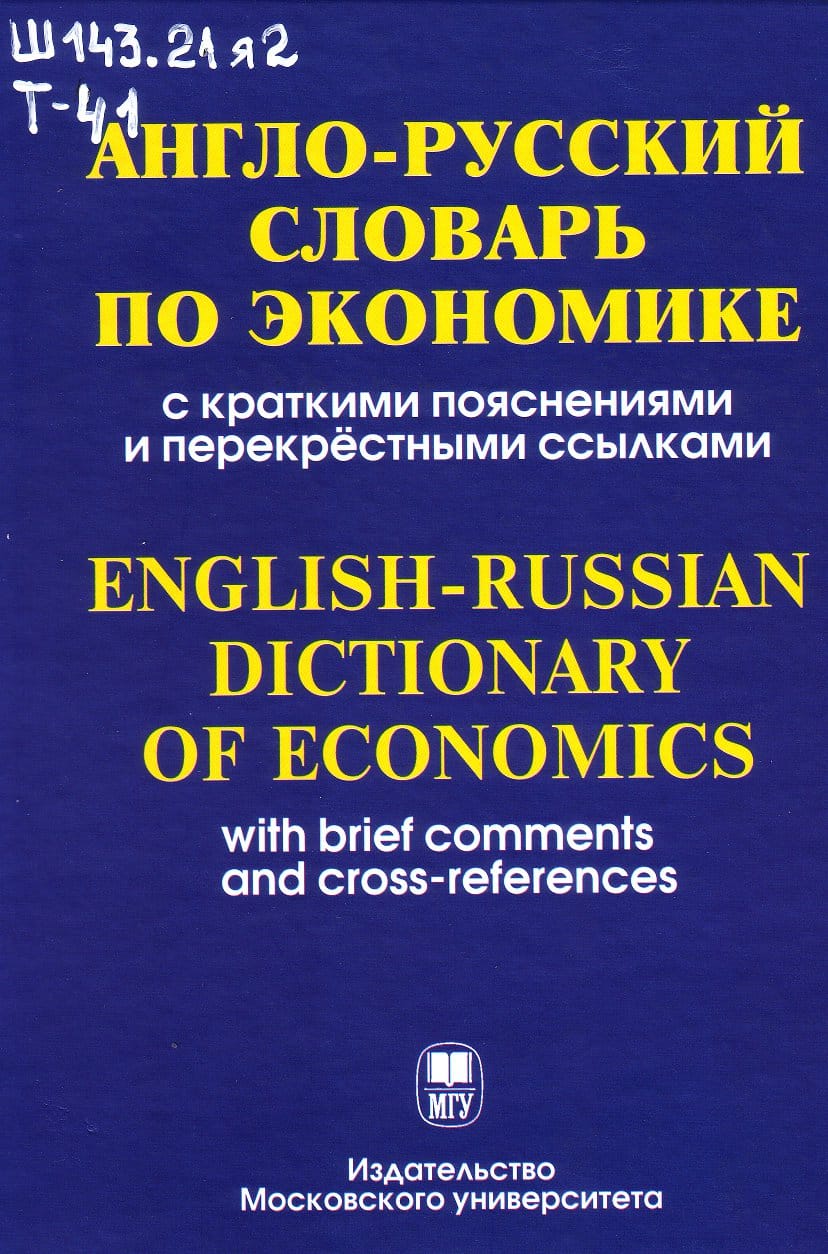 Ш143.21я2
Т-41
АНГЛО-РУССКИЙ
СЛОВАРЬ
ПО ЭКОНОМИКЕ
с краткими пояснениями
и перекрёстными ссылками
ENGLISH-RUSSIAN
DICTIONARY
OF ECONOMICS
with brief comments
and cross-references
МГУ
Издательство
Московского университета